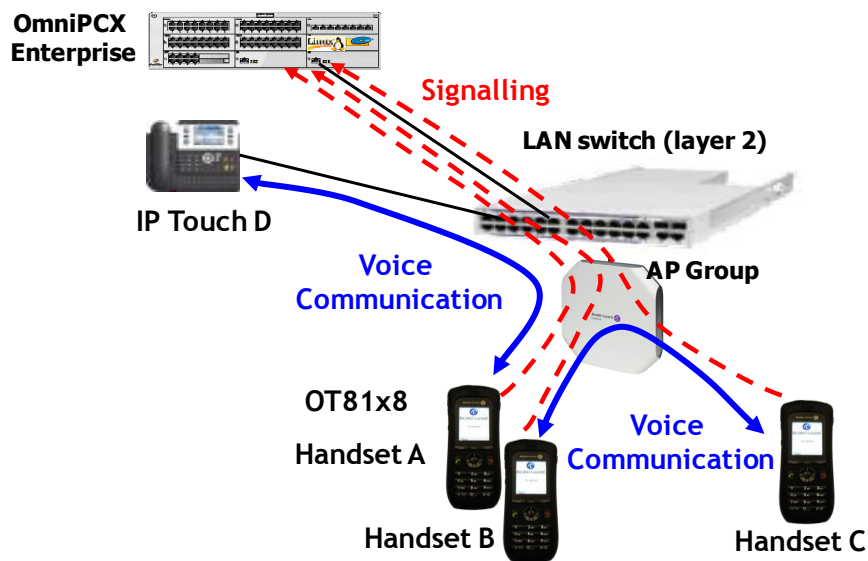 OmniPCX
Enterprise
Linux
Signalling
LAN switch (layer 2)
IP Touch D
AP Group
Voice
Communication
OT81x8
Handset A
Voice
Communication
Handset B
Handset C